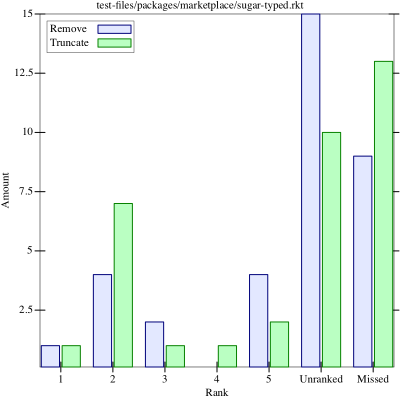 test-files/packages/marketplace/sugar-typed.rkt
15
Remove
Truncate
12.5
10
7.5
5
2.5
Amount
1 2 3 4 5 Unranked Missed
Rank